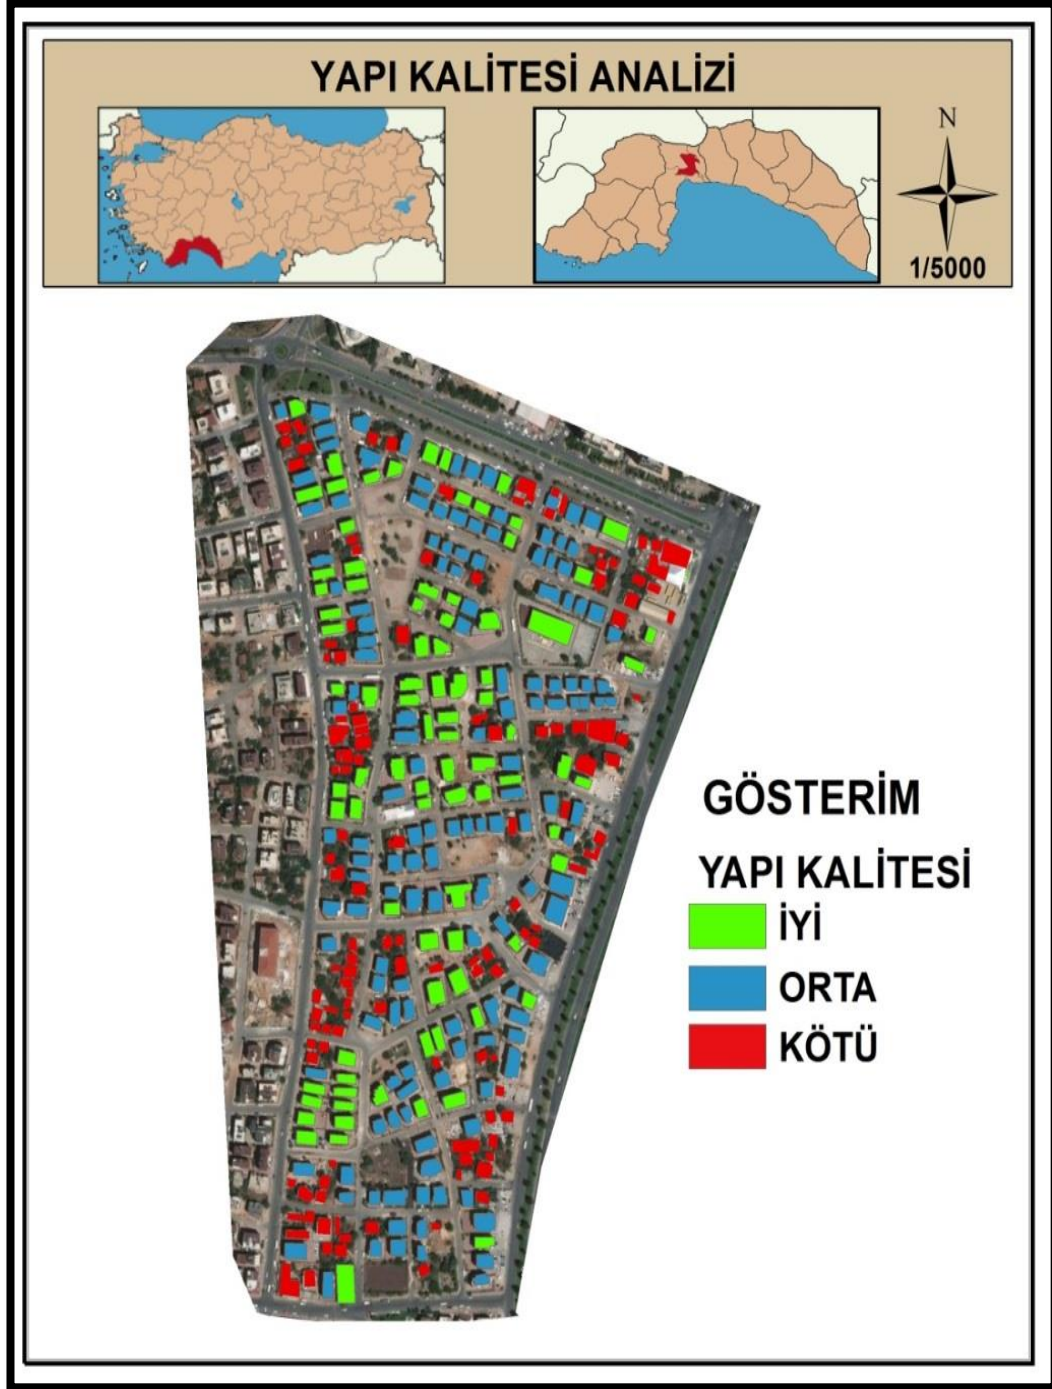 YAPI KALİTESİ ANALİZİ
N
1/5000
GÖSTERİM
YAPI KALİTESİ
İYİ
ORTA
KÖTÜ